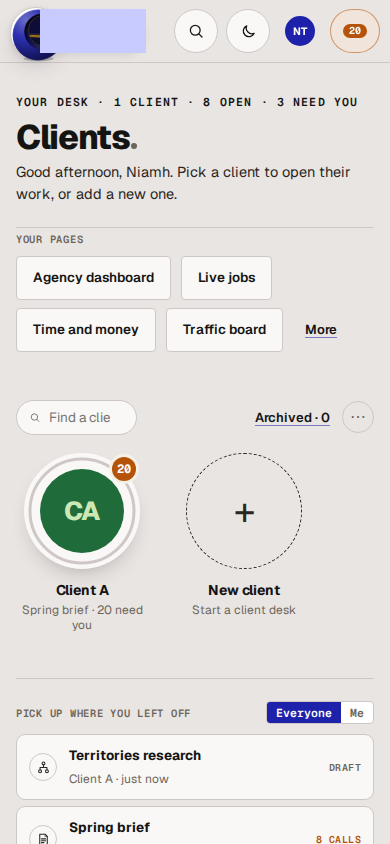 NT
20
YOUR DESK · 1 CLIENT · 8 OPEN · 3 NEED YOU
Clients.
Good afternoon, Niamh. Pick a client to open their
work, or add a new one.
YOUR PAGES
Agency dashboard
Live jobs
Time and money
Traffic board
More
Find a clie
Archived · 0
20
CA
+
Client A
New client
Spring brief · 20 need
you
Start a client desk
PICK UP WHERE YOU LEFT OFF
Everyone
Me
Territories research
Client A · just now
DRAFT
Spring brief
8 CALLS